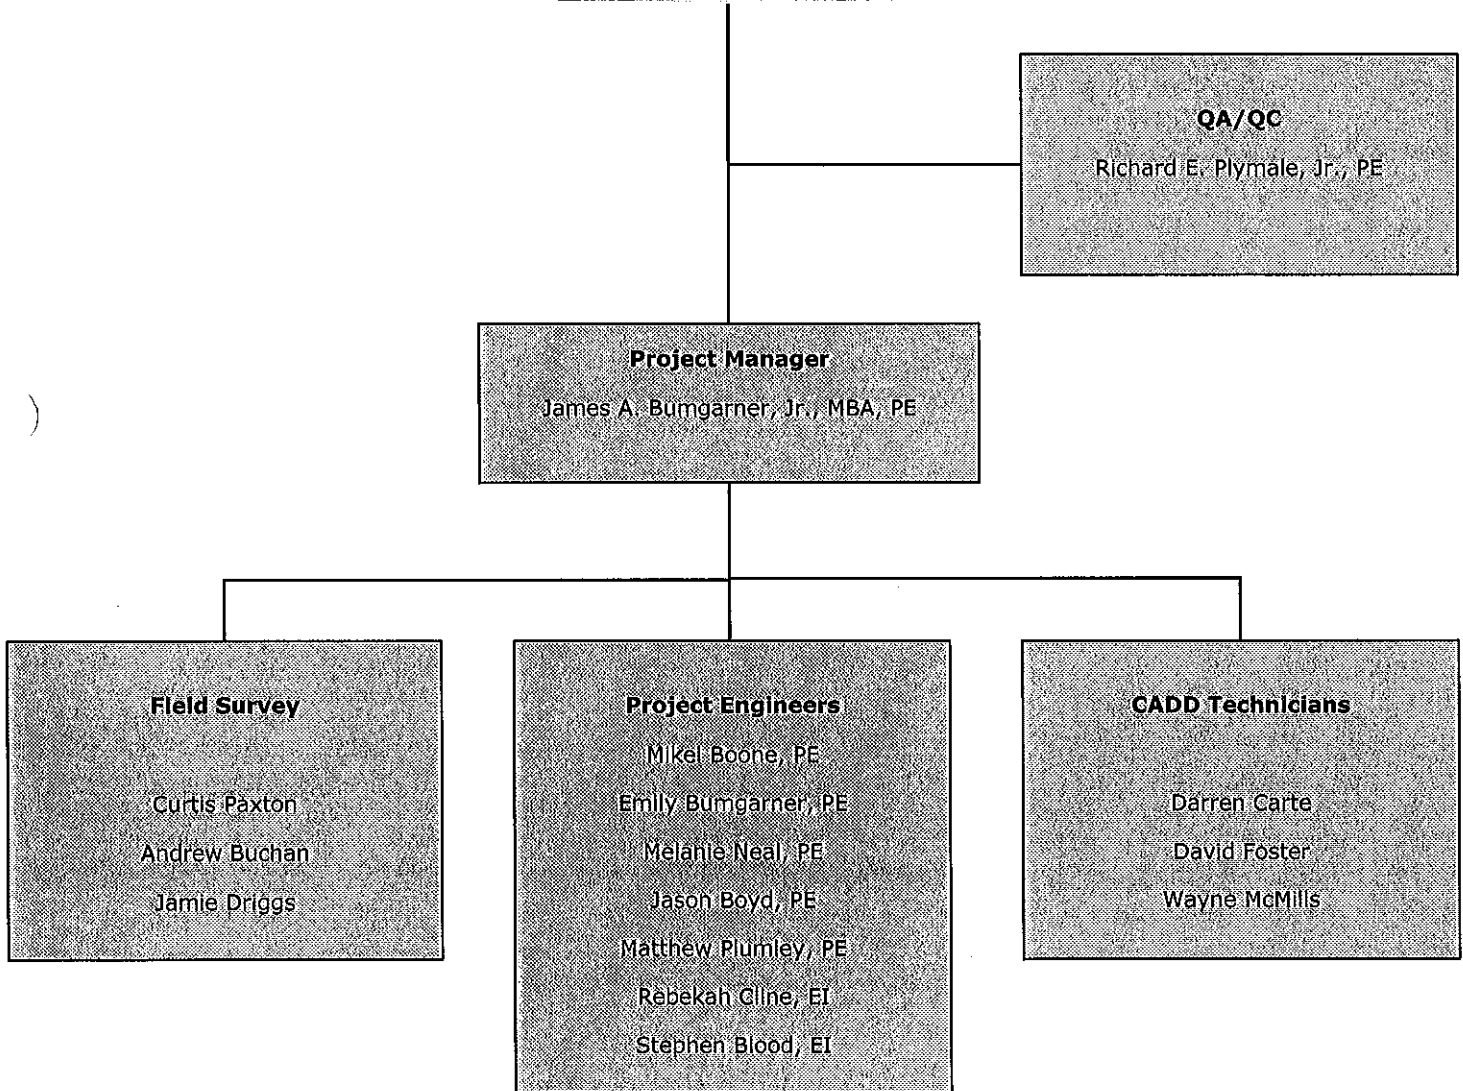 QA/QC
Richard E. Plymale, Jr., PE
Project Manager
James A. Bumgarner, Jr., MBA, PE
Field Survey
Curtis Paxton
Andrew Buchan
Jamie Driggs
Project Engineers
Mikel Boone, PE
Emily Bumgarner, PE
Melanie Neal, PE
Jason Boyd, PE
Matthew Plumley, PE
Rebekah Cline, EI
Stephen Blood, EI
CADD Technicians
Darren Carte
David Foster
Wayne McMills